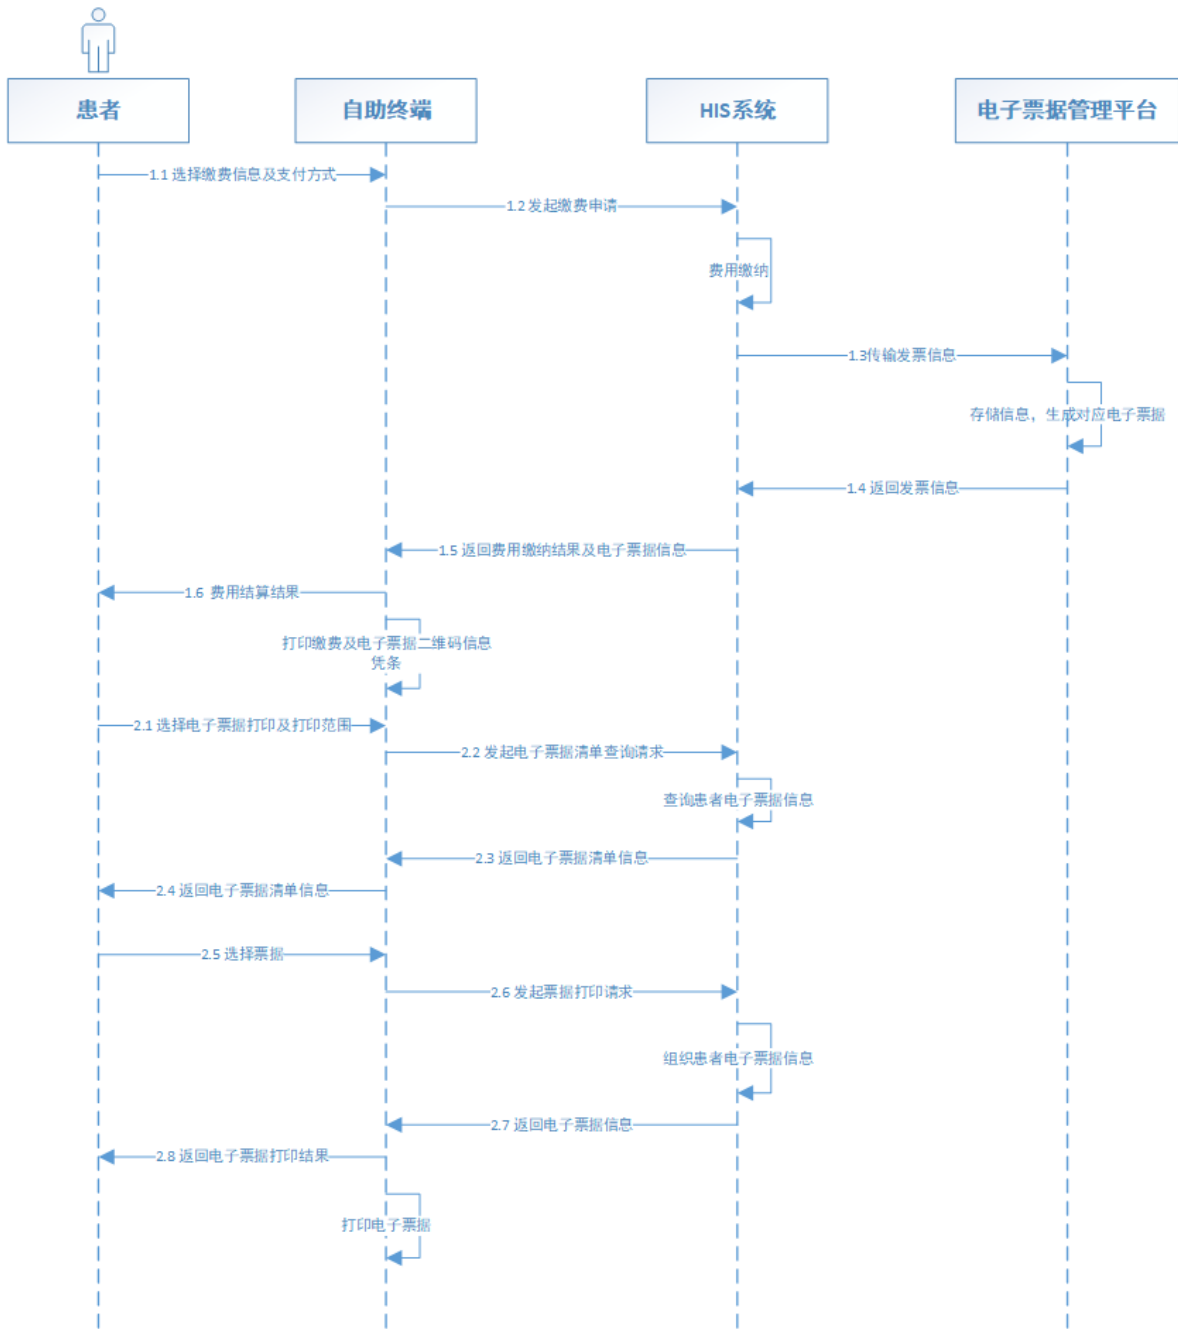 患者
自助终端
HIS系统
电子票据管理平台
1.1 选择缴费信息及支付方式
1.2 发起缴费申请
费用缴纳
1.3传输发票信息
存储信息，生成对应电子票据
1.4 返回发票信息
1.5 返回费用缴纳结果及电子票据信息
1.6 费用结算结果
打印缴费及电子票据二维码信息
凭条
2.1 选择电子票据打印及打印范围
2.2 发起电子票据清单查询请求
查询患者电子票据信息
2.3 返回电子票据清单信息
2.4 返回电子票据清单信息
2.5 选择票据
2.6 发起票据打印请求
组织患者电子票据信息
2.7 返回电子票据信息
2.8 返回电子票据打印结果
打印电子票据